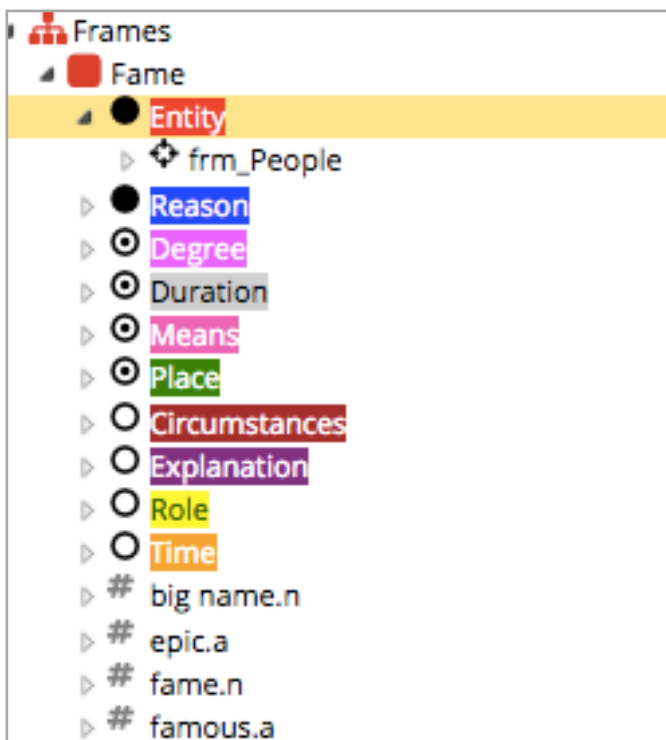 Frames
Fame
Entity
frm_People
Reason
Degree
Duration
Means
Place
Circumstances
Explanation
Role
Time
# big name.n
# epic.a
# fame.n
# famous.a